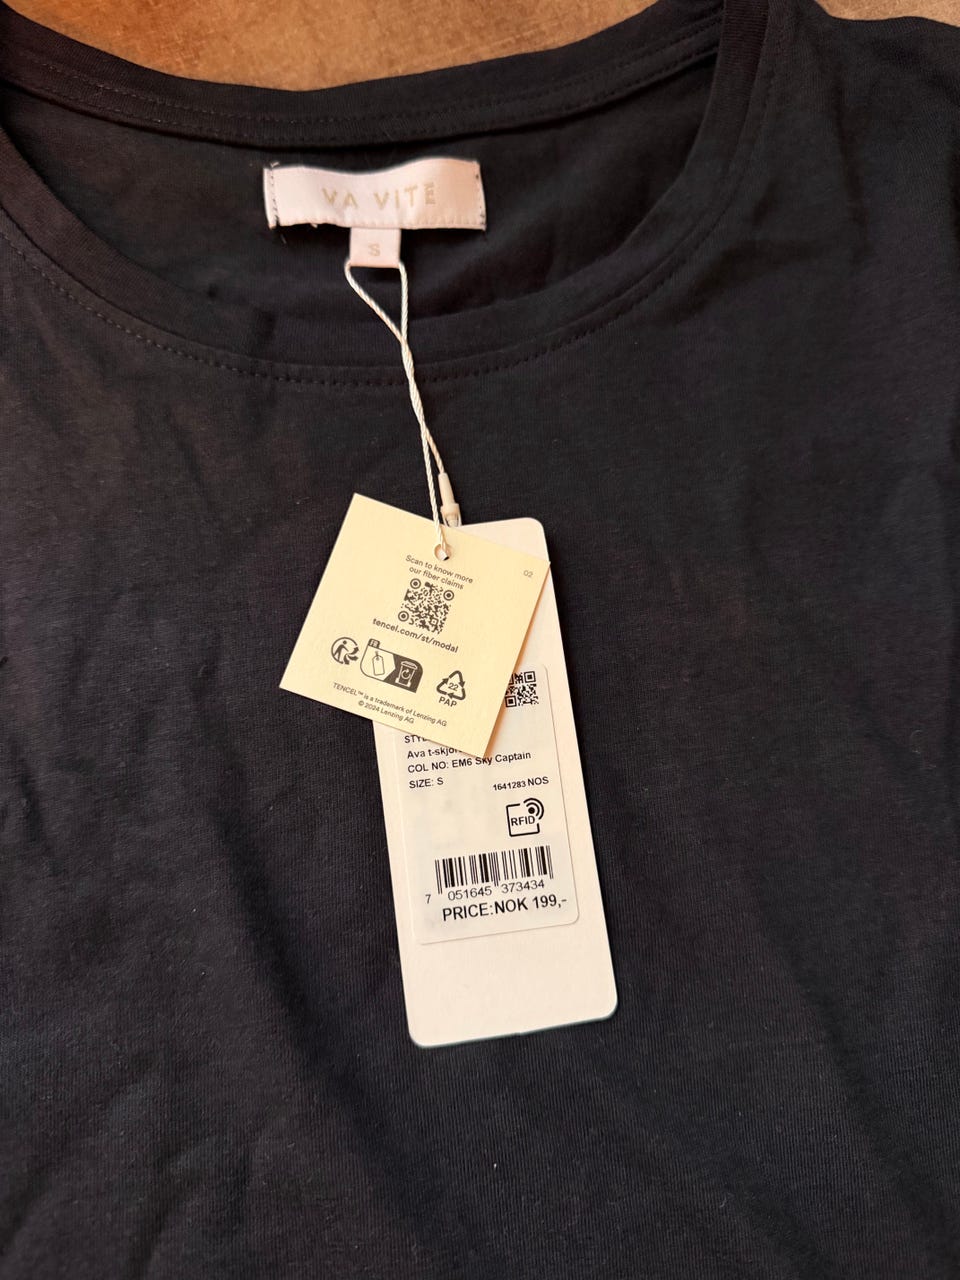 VA VITE
S
Scan to know more
our fiber claims
02
tencel.com/st/modal
FR
22
PAP
TENCEL™ is a trademark of Lenzing AG
© 2024 Lenzing AG
Ava
COL NO: EM6 Sky Captain
SIZE: S
1641283 NOS
RFID
7 051645 373434
PRICE:NOK 199,-